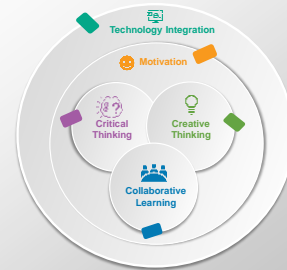 Technology Integration
Motivation
Critical
Thinking
Creative
Thinking
Collaborative
Learning